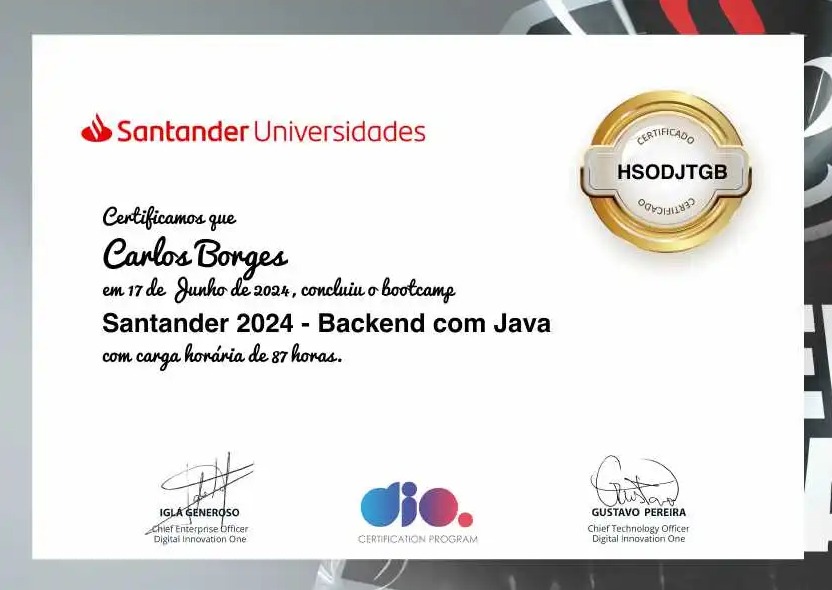 Santander Universidades
CERTIFICADO
HSODJTGB
CERTIFICADO
Certificamos que
Carlos Borges
em 17 de Junho de 2024, concluiu o bootcamp
Santander 2024 - Backend com Java
com carga horária de 87 horas.
IGLÁ GENEROSO
Chief Enterprise Officer
Digital Innovation One
dio.
CERTIFICATION PROGRAM
Gustavo
GUSTAVO PEREIRA
Chief Technology Officer
Digital Innovation One